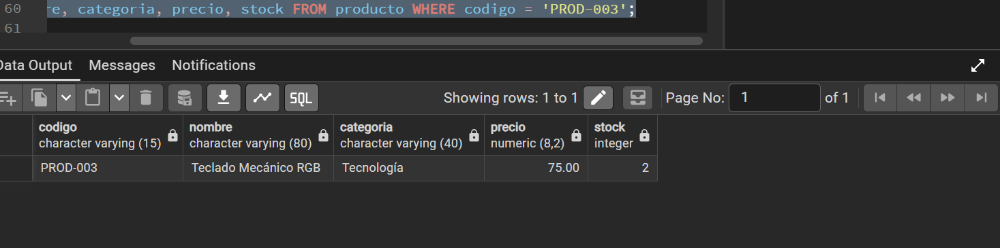 60 re, categoria, precio, stock FROM producto WHERE codigo = 'PROD-003';
61
Data Output Messages Notifications
SQL Showing rows: 1 to 1 Page No: 1 of 1
codigo nombre categoria precio stock
character varying (15) character varying (80) character varying (40) numeric (8,2) integer
PROD-003 Teclado Mecánico RGB Tecnología 75.00 2